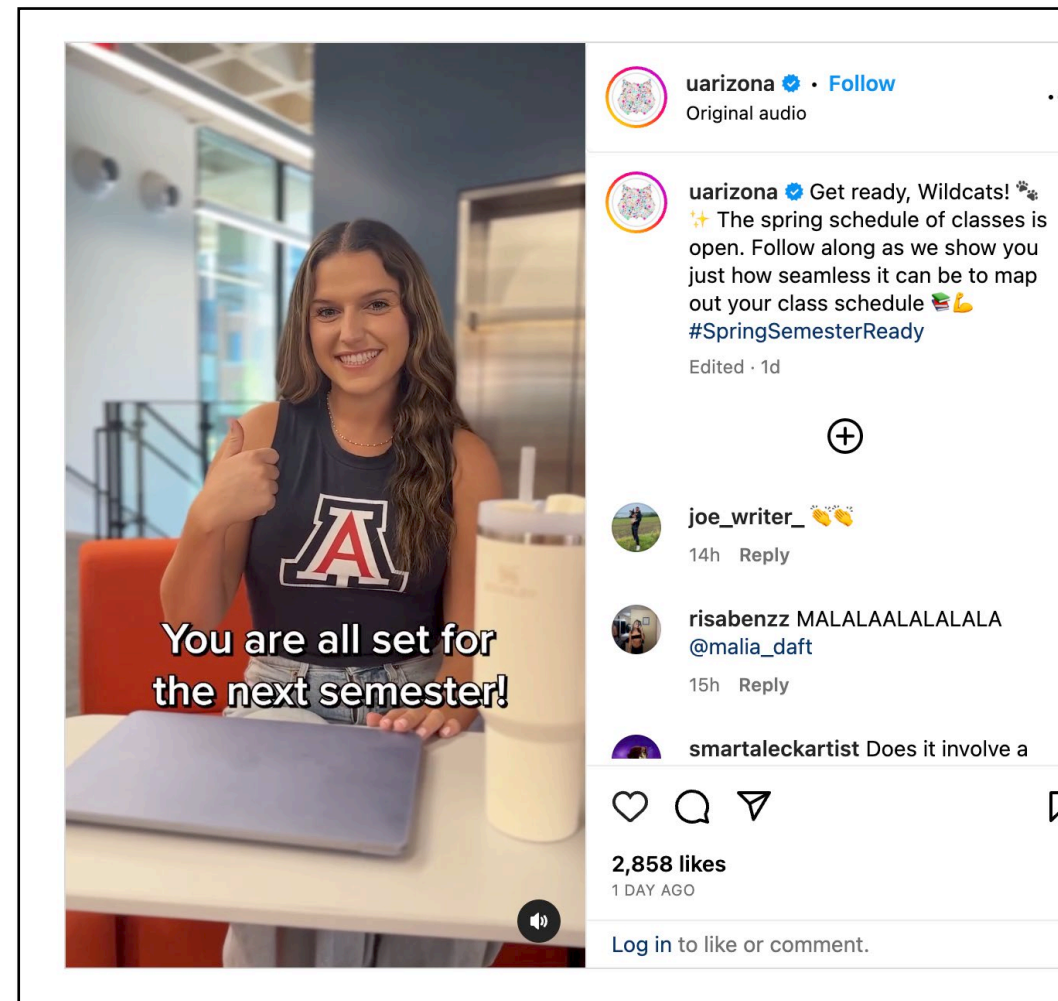 uarizona • Follow
Original audio
uarizona Get ready, Wildcats! 🐾
✨ The spring schedule of classes is
open. Follow along as we show you
just how seamless it can be to map
out your class schedule 📚💪
#SpringSemesterReady
Edited · 1d
joe_writer_ 👏👏
14h Reply
risabenzz MALALAALALALALA
@malia_daft
15h Reply
smartaleckartist Does it involve a
2,858 likes
1 DAY AGO
Log in to like or comment.
A
You are all set for
the next semester!